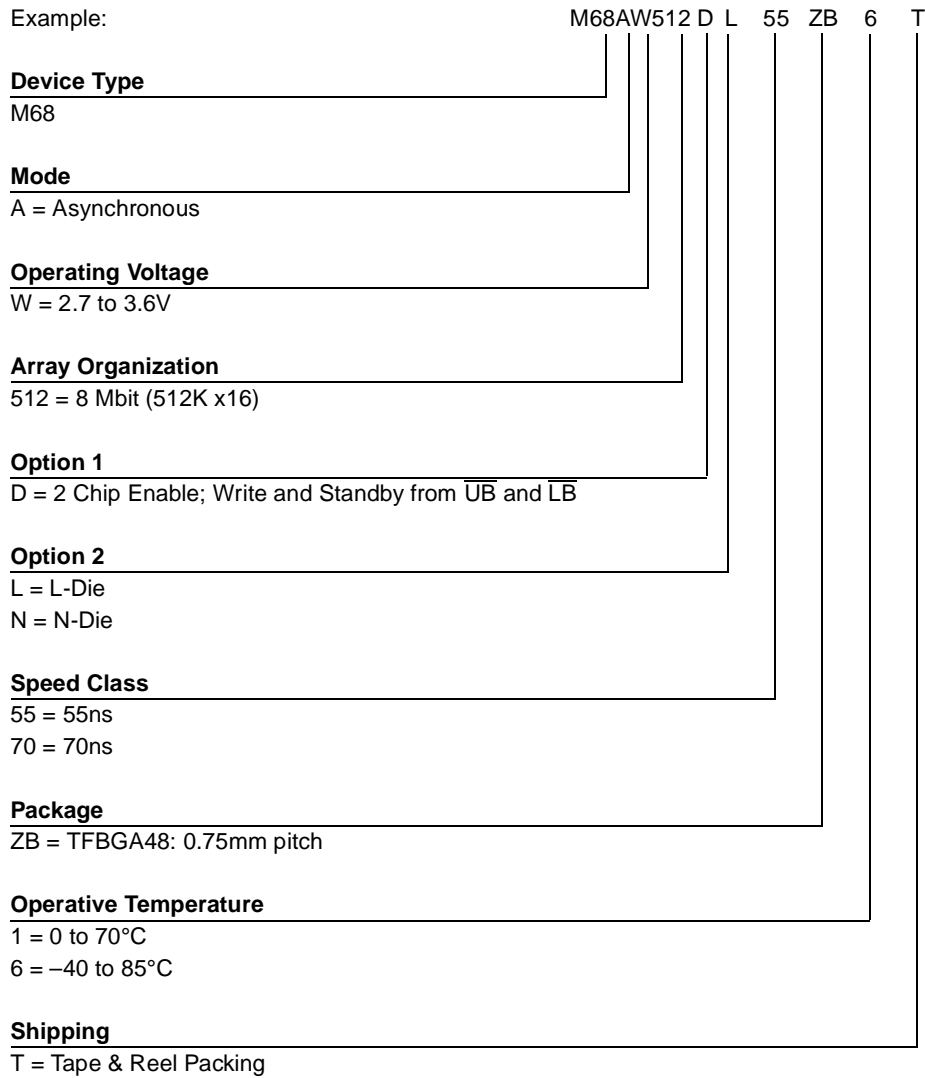 Example: M68AW512 D L 55 ZB 6 T
Device Type
M68
Mode
A = Asynchronous
Operating Voltage
W = 2.7 to 3.6V
Array Organization
512 = 8 Mbit (512K x16)
Option 1
D = 2 Chip Enable; Write and Standby from U̅B̅ and L̅B̅
Option 2
L = L-Die
N = N-Die
Speed Class
55 = 55ns
70 = 70ns
Package
ZB = TFBGA48: 0.75mm pitch
Operative Temperature
1 = 0 to 70°C
6 = –40 to 85°C
Shipping
T = Tape & Reel Packing